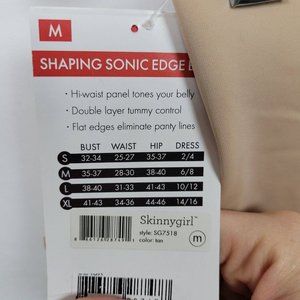 M
SHAPING SONIC EDGE
• Hi-waist panel tones your belly
• Double layer tummy control
• Flat edges eliminate panty lines
BUST WAIST HIP DRESS
S 32-34 25-27 35-37 2/4
M 35-37 28-30 38-40 6/8
L 38-40 31-33 41-43 10/12
XL 41-43 34-36 44-46 14/16
Skinnygirl™
style: SG7518
color: tan
m